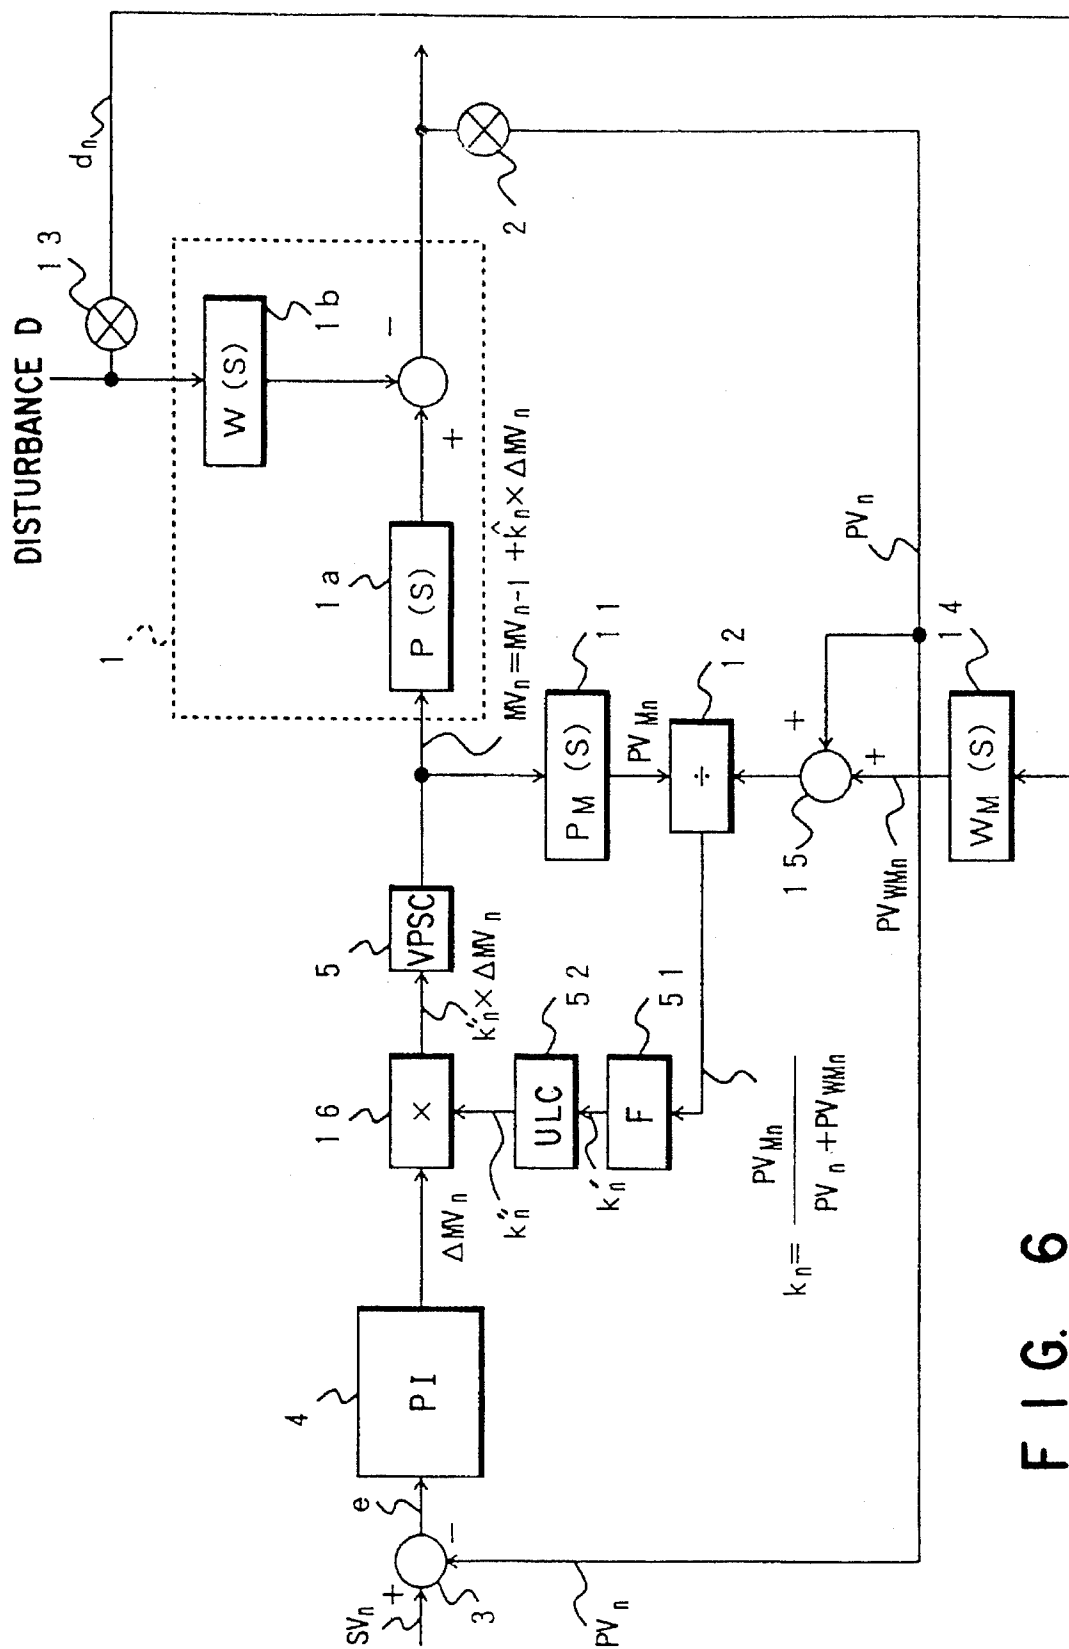 DISTURBANCE D
13
dn
1
W (S)
1b
−
+
1a
P (S)
2
MVn=MVn-1 +k̂n×ΔMVn
SVn
+
−
3
e
4
PI
ΔMVn
16
×
k"n×ΔMVn
5
VPSC
k"n
ULC
52
k'n
F
51
PM (S)
11
PVMn
÷
12
kn= PVMn
PVn +PVWMn
+
+
15
PVn
PVWMn
WM (S)
14
PVn
FIG. 6